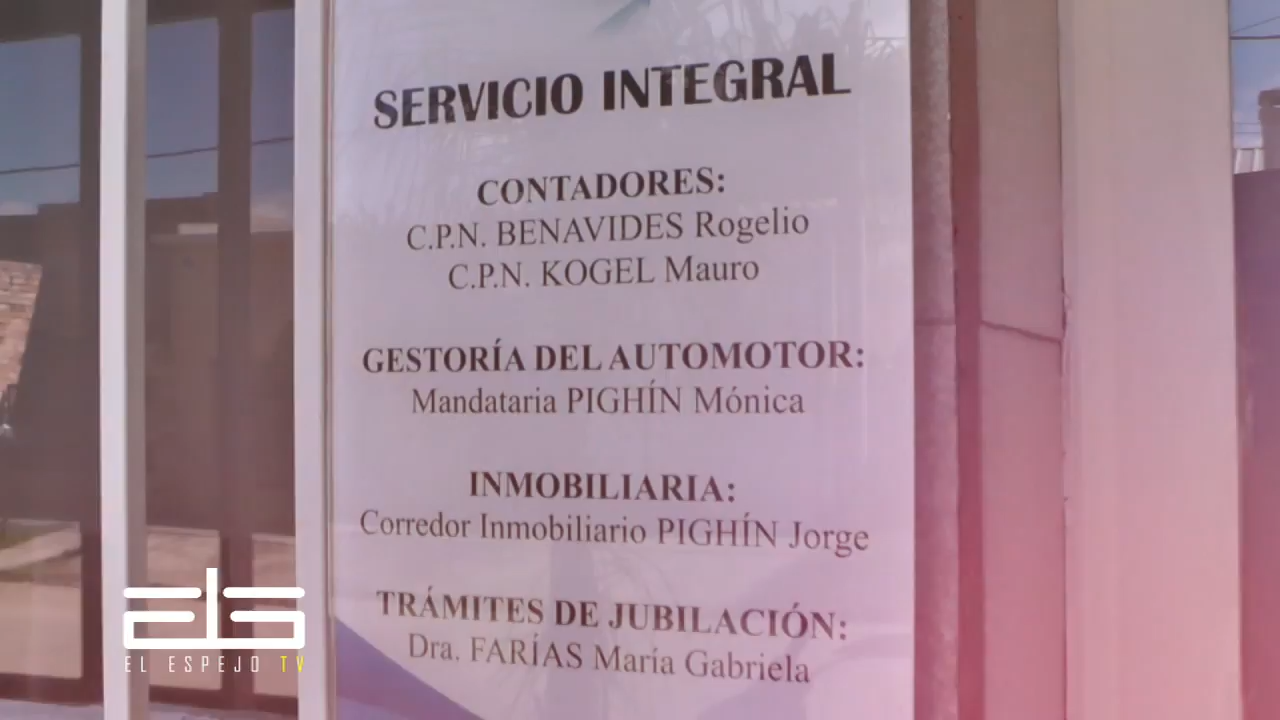 SERVICIO INTEGRAL
CONTADORES:
C.P.N. BENAVIDES Rogelio
C.P.N. KOGEL Mauro
GESTORÍA DEL AUTOMOTOR:
Mandataria PIGHÍN Mónica
INMOBILIARIA:
Corredor Inmobiliario PIGHÍN Jorge
TRÁMITES DE JUBILACIÓN:
Dra. FARÍAS María Gabriela
EL ESPEJO TV